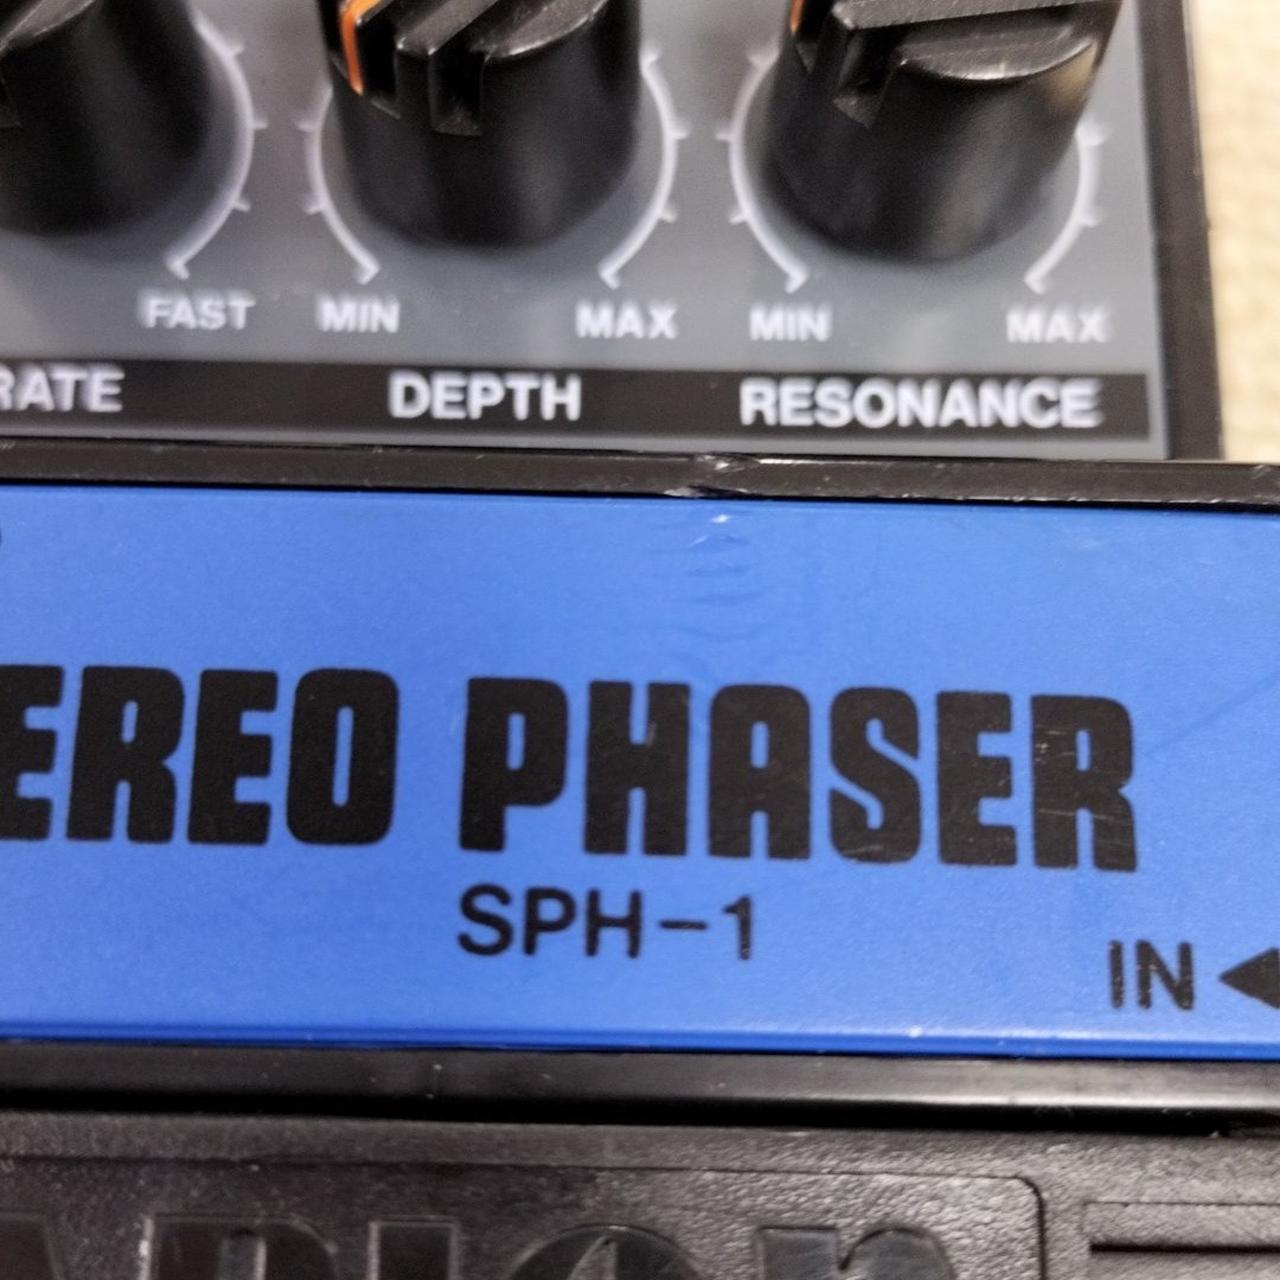 FAST MIN MAX MIN MAX
RATE DEPTH RESONANCE
EREO PHASER
SPH-1
IN ◀